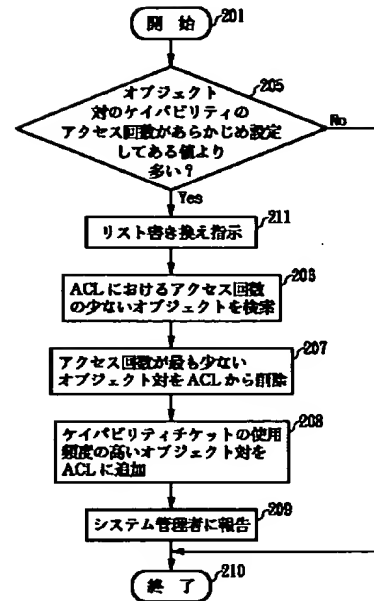 開 始
201
オブジェクト
対のケイパビリティの
アクセス回数があらかじめ設定
してある値より
多い?
205
No
Yes
リスト書き換え指示
211
ACLにおけるアクセス回数
の少ないオブジェクトを検索
206
アクセス回数が最も少ない
オブジェクト対をACLから削除
207
ケイパビリティチケットの使用
頻度の高いオブジェクト対を
ACLに追加
208
システム管理者に報告
209
終 了
210